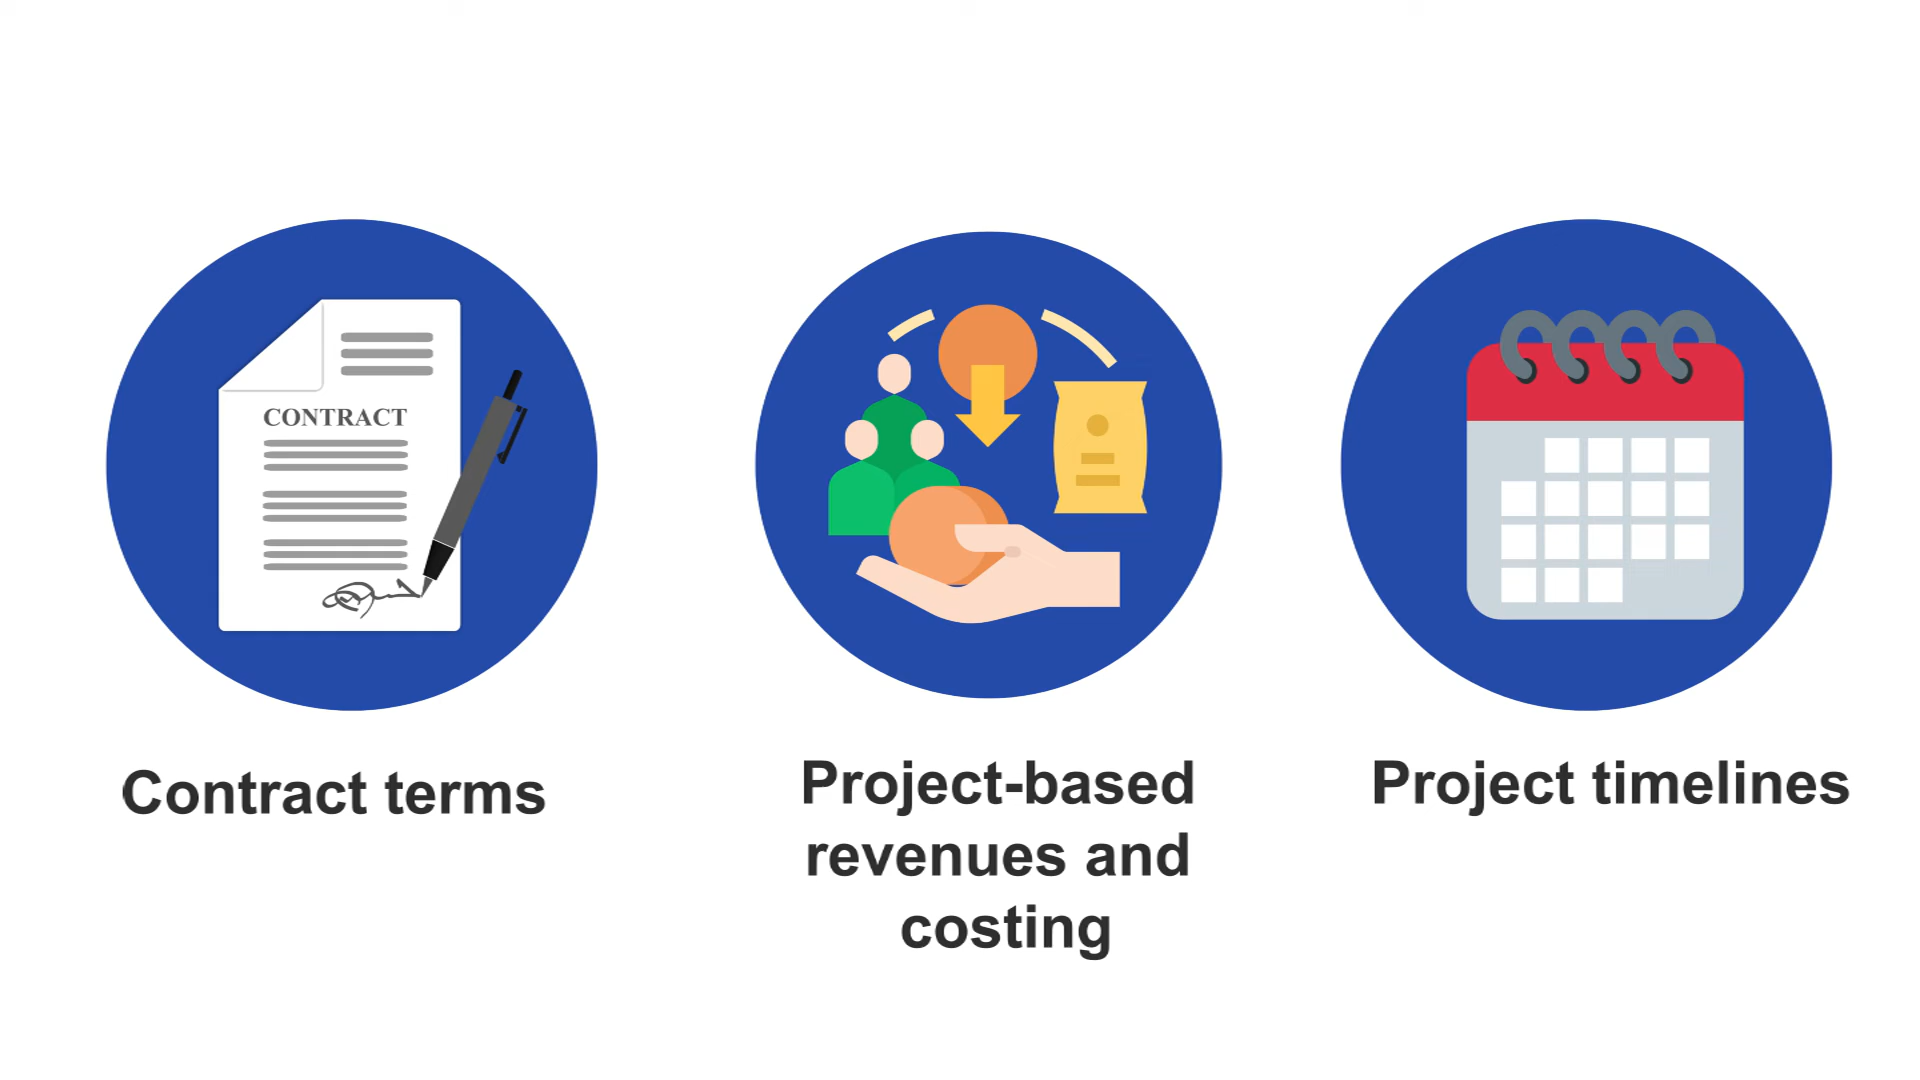 CONTRACT
Contract terms
Project-based
revenues and
costing
Project timelines